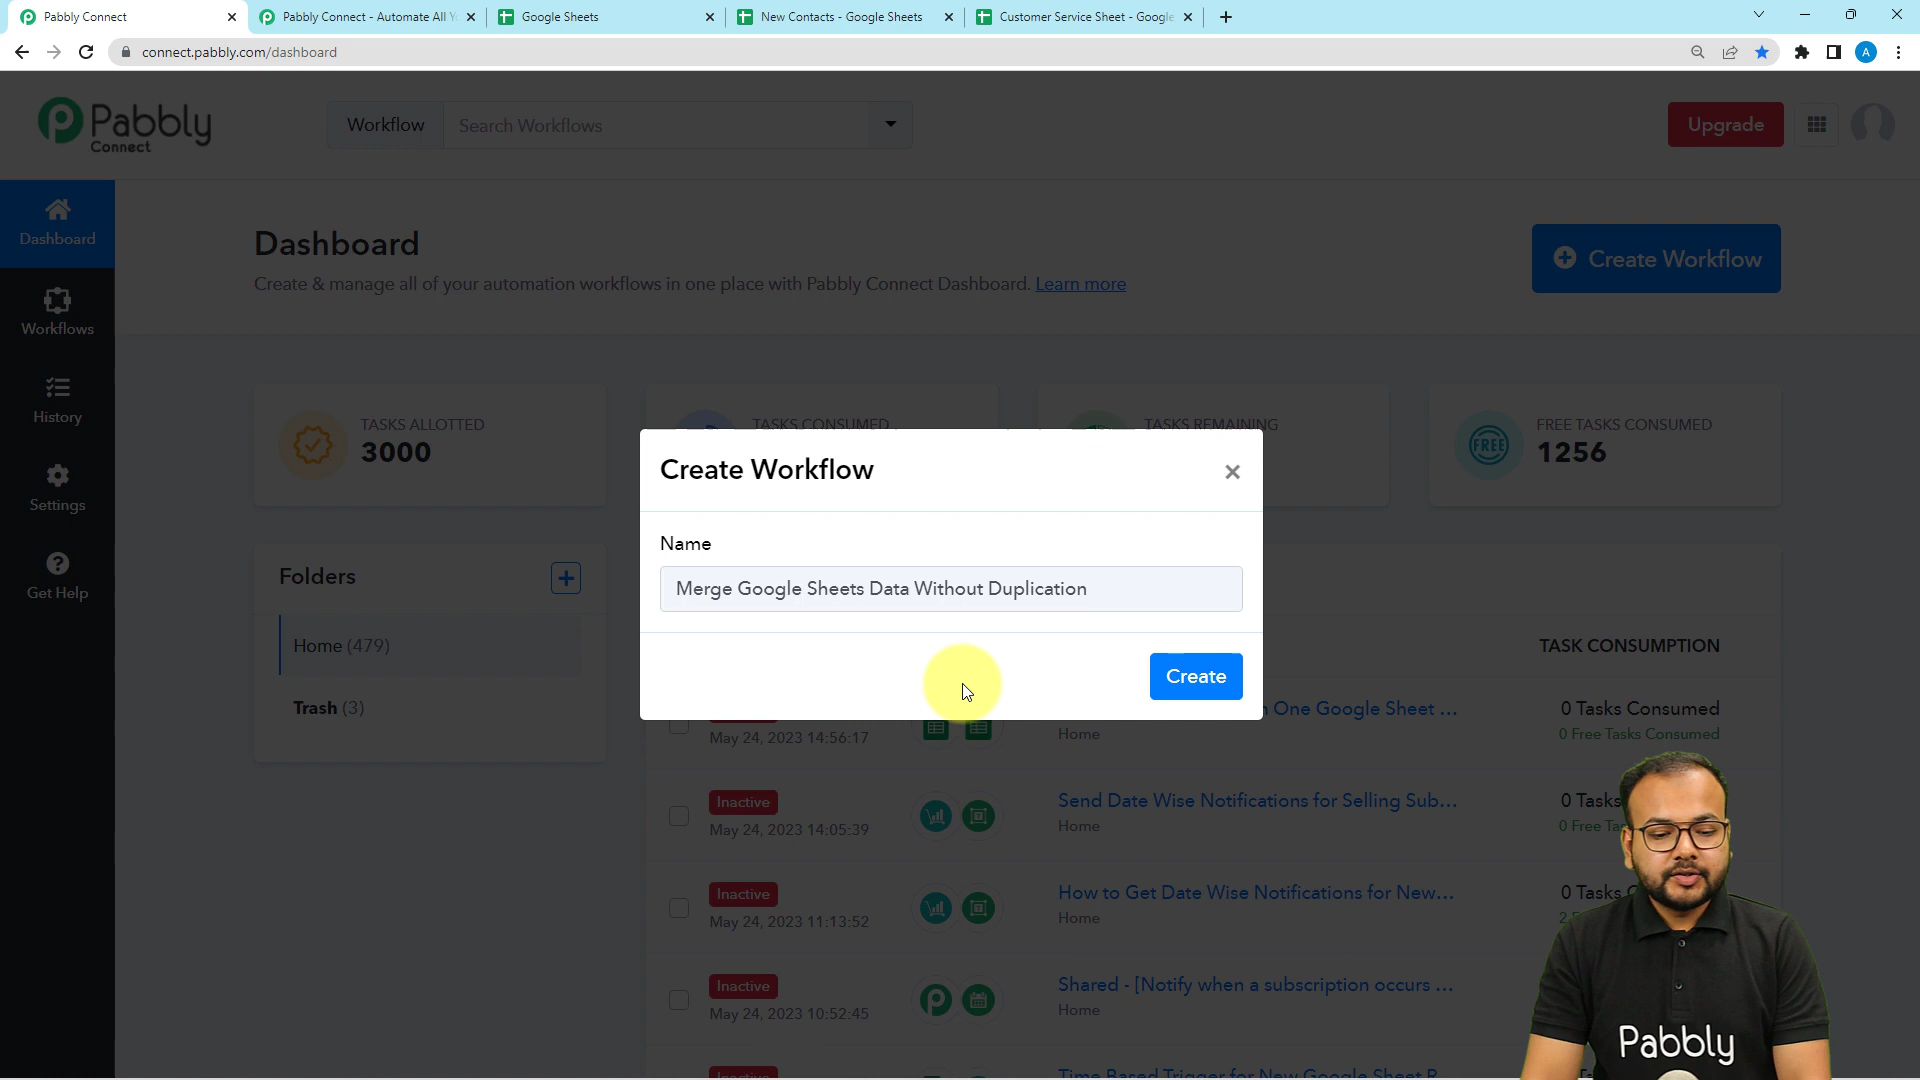 Pabbly Connect
Pabbly Connect - Automate All Y
Google Sheets
New Contacts - Google Sheets
Customer Service Sheet - Google
connect.pabbly.com/dashboard
A
Pabbly
Connect
Workflow
Search Workflows
Upgrade
Dashboard
Workflows
History
Settings
Get Help
Dashboard
Create & manage all of your automation workflows in one place with Pabbly Connect Dashboard. Learn more
Create Workflow
TASKS ALLOTTED
3000
TASKS CONSUMED
TASKS REMAINING
FREE
FREE TASKS CONSUMED
1256
Folders
Home (479)
Trash (3)
Create Workflow
Name
Merge Google Sheets Data Without Duplication
Create
TASK CONSUMPTION
May 24, 2023 14:56:17
One Google Sheet ...
Home
0 Tasks Consumed
0 Free Tasks Consumed
Inactive
May 24, 2023 14:05:39
Send Date Wise Notifications for Selling Sub...
Home
0 Tasks
0 Free
Inactive
May 24, 2023 11:13:52
How to Get Date Wise Notifications for New...
Home
0 Tasks
Inactive
May 24, 2023 10:52:45
Shared - [Notify when a subscription occurs ...
Home
Inactive
Time Based Trigger for New Google Sheet R
Pabbly